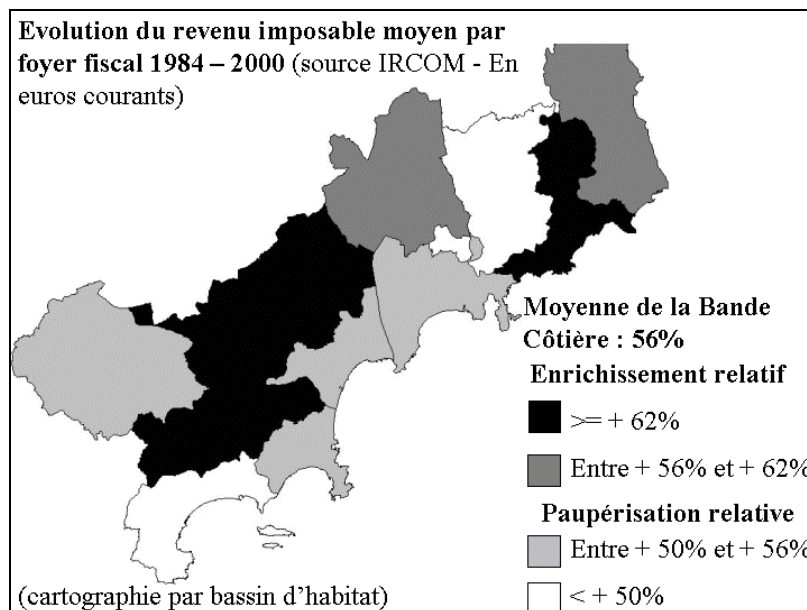 Evolution du revenu imposable moyen par
foyer fiscal 1984 – 2000 (source IRCOM - En
euros courants)
Moyenne de la Bande
Côtière : 56%
Enrichissement relatif
>= + 62%
Entre + 56% et + 62%
Paupérisation relative
Entre + 50% et + 56%
< + 50%
(cartographie par bassin d’habitat)